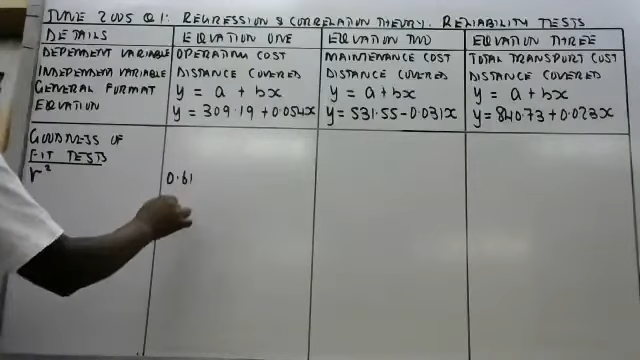 JUNE 2005 Q1: REGRESSION & CORRELATION THEORY: RELIABILITY TESTS
DETAILS EQUATION ONE EQUATION TWO EQUATION THREE
DEPENDENT VARIABLE OPERATING COST MAINTENANCE COST TOTAL TRANSPORT COST
INDEPENDENT VARIABLE DISTANCE COVERED DISTANCE COVERED DISTANCE COVERED
GENERAL FORMAT y = a + bx y = a + bx y = a + bx
EQUATION y = 309.19 + 0.054x y = 531.55 - 0.031x y = 840.73 + 0.023x
GOODNESS OF
FIT TESTS
r² 0.61